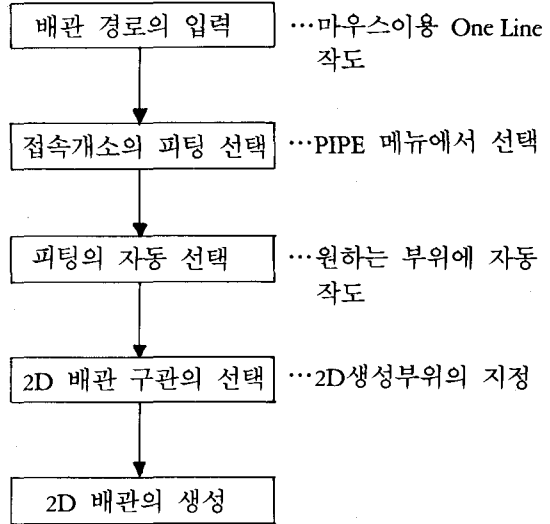 배관 경로의 입력 …마우스이용 One Line
작도
접속개소의 피팅 선택 …PIPE 메뉴에서 선택
피팅의 자동 선택 …원하는 부위에 자동
작도
2D 배관 구관의 선택 …2D생성부위의 지정
2D 배관의 생성